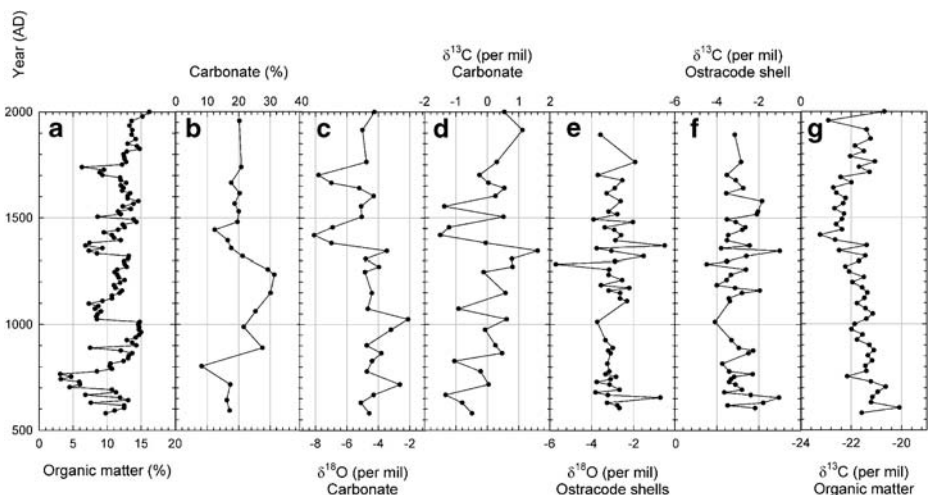 Year (AD)
Carbonate (%)
δ¹³C (per mil)
Carbonate
δ¹³C (per mil)
Ostracode shell
0 10 20 30 40
-2 -1 0 1 2
-6 -4 -2 0
2000
1500
1000
500
a b c d e f g
0 5 10 15 20
-8 -6 -4 -2
-6 -4 -2 0
-24 -22 -20
Organic matter (%)
δ¹⁸O (per mil)
Carbonate
δ¹⁸O (per mil)
Ostracode shells
δ¹³C (per mil)
Organic matter